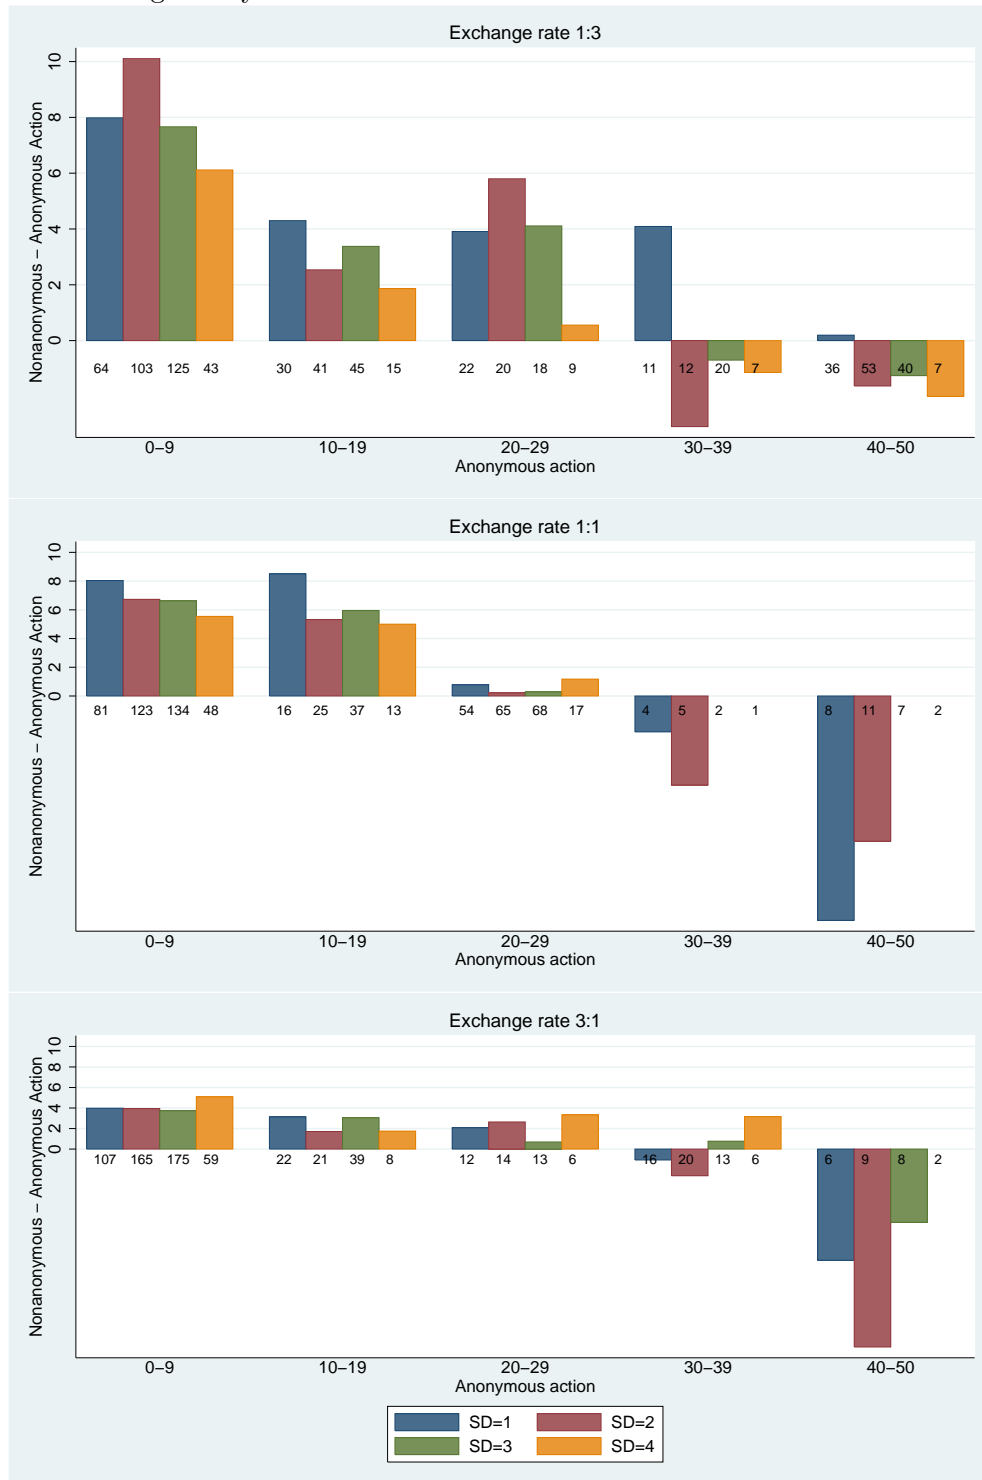 Exchange rate 1:3
Nonanonymous − Anonymous Action
10
8
6
4
2
0
64 103 125 43 30 41 45 15 22 20 18 9 11 12 20 7 36 53 40 7
0−9 10−19 20−29 30−39 40−50
Anonymous action
Exchange rate 1:1
Nonanonymous − Anonymous Action
10
8
6
4
2
0
81 123 134 48 16 25 37 13 54 65 68 17 4 5 2 1 8 11 7 2
0−9 10−19 20−29 30−39 40−50
Anonymous action
Exchange rate 3:1
Nonanonymous − Anonymous Action
10
8
6
4
2
0
107 165 175 59 22 21 39 8 12 14 13 6 16 20 13 6 6 9 8 2
0−9 10−19 20−29 30−39 40−50
Anonymous action
SD=1 SD=2
SD=3 SD=4